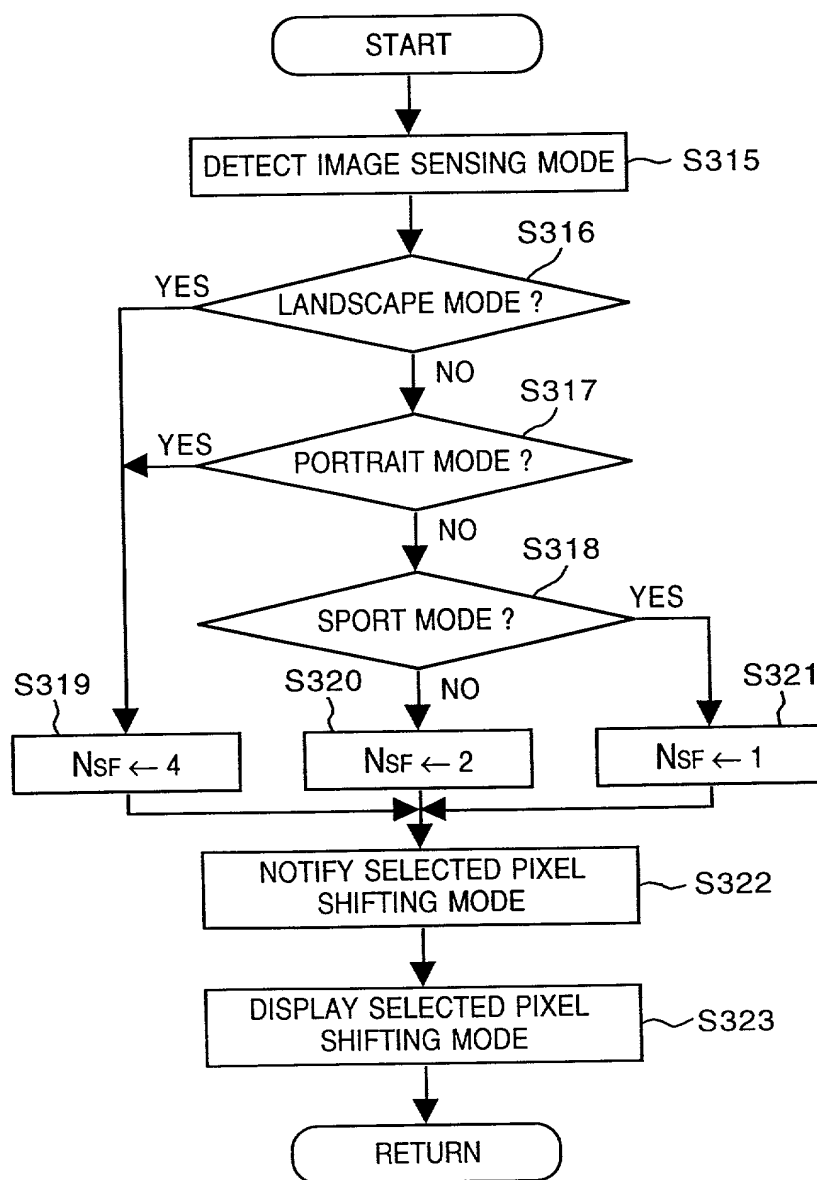 START
DETECT IMAGE SENSING MODE
S315
S316
YES
LANDSCAPE MODE ?
NO
S317
YES
PORTRAIT MODE ?
NO
S318
SPORT MODE ?
YES
S319
S320
NO
S321
NSF ← 4
NSF ← 2
NSF ← 1
NOTIFY SELECTED PIXEL
SHIFTING MODE
S322
DISPLAY SELECTED PIXEL
SHIFTING MODE
S323
RETURN